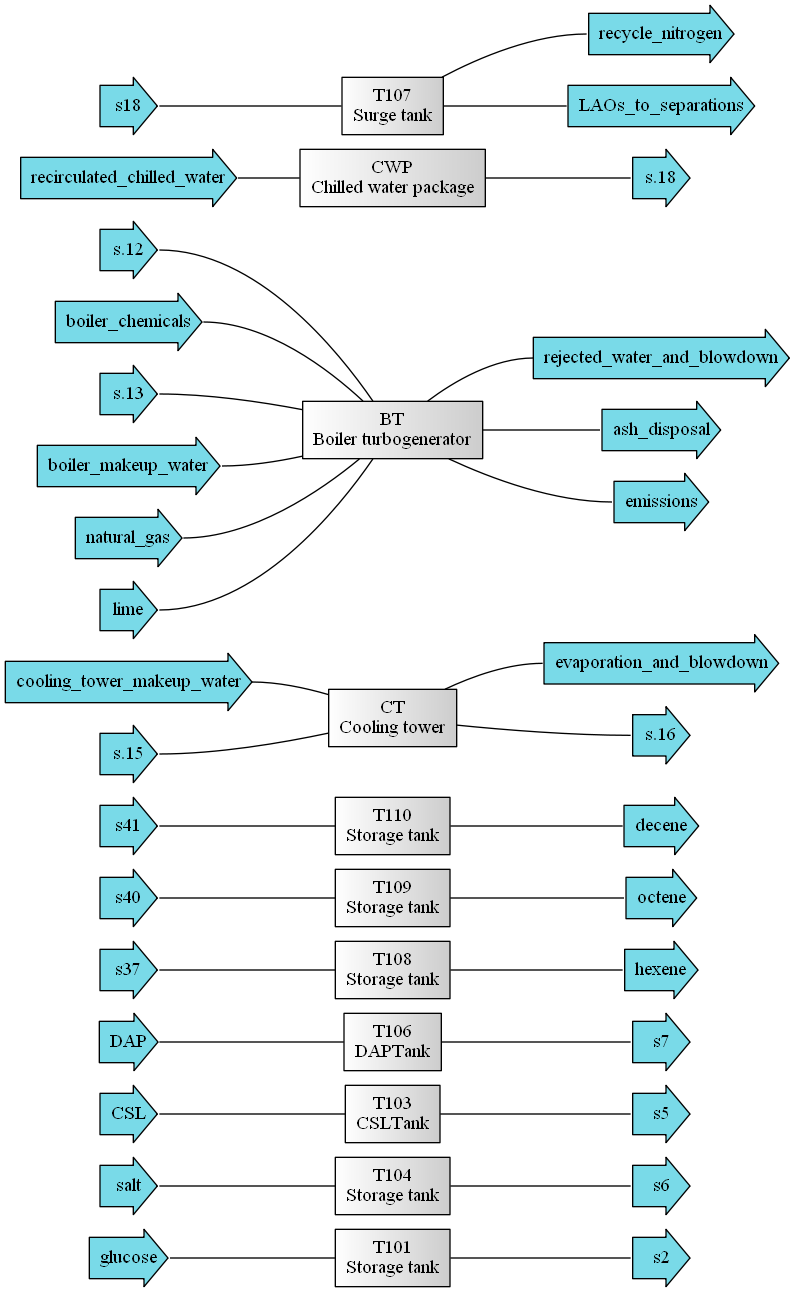 recycle_nitrogen
s18
T107
Surge tank
LAOs_to_separations
recirculated_chilled_water
CWP
Chilled water package
s.18
s.12
boiler_chemicals
s.13
boiler_makeup_water
natural_gas
lime
BT
Boiler turbogenerator
rejected_water_and_blowdown
ash_disposal
emissions
cooling_tower_makeup_water
s.15
CT
Cooling tower
evaporation_and_blowdown
s.16
s41
T110
Storage tank
decene
s40
T109
Storage tank
octene
s37
T108
Storage tank
hexene
DAP
T106
DAPTank
s7
CSL
T103
CSLTank
s5
salt
T104
Storage tank
s6
glucose
T101
Storage tank
s2